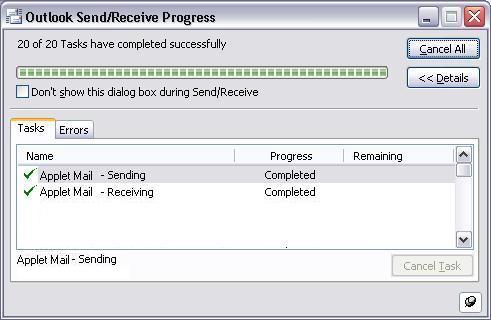 Outlook Send/Receive Progress
20 of 20 Tasks have completed successfully
Cancel All
<< Details
Don't show this dialog box during Send/Receive
Tasks Errors
Name Progress Remaining
Applet Mail - Sending Completed
Applet Mail - Receiving Completed
Applet Mail - Sending
Cancel Task